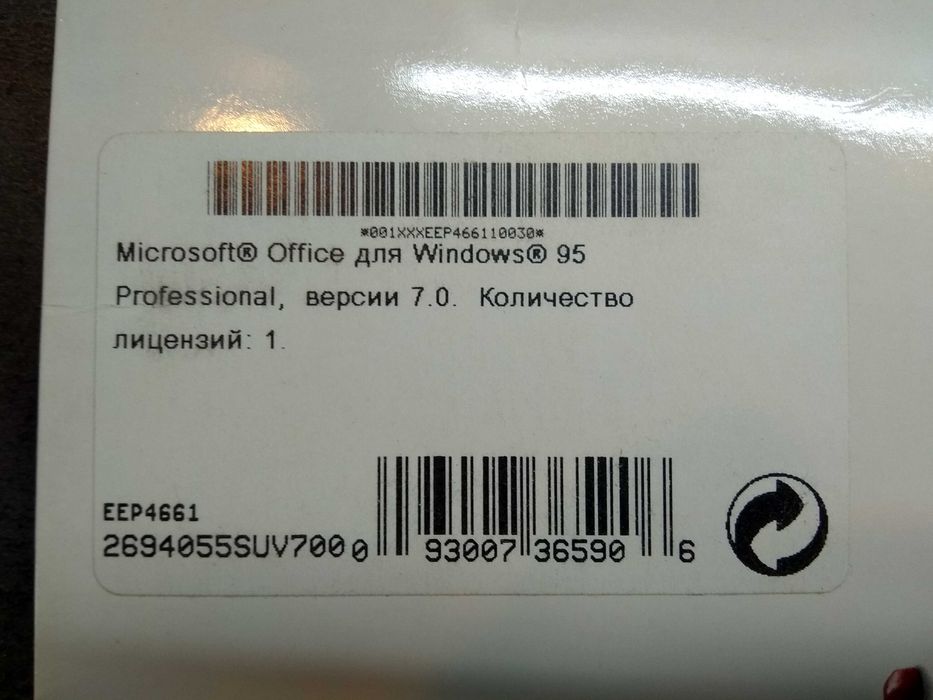 *001XXXEEP466110030*
Microsoft® Office для Windows® 95
Professional, версии 7.0. Количество
лицензий: 1.
EEP4661
2694055SUV700
0 93007 36590 6